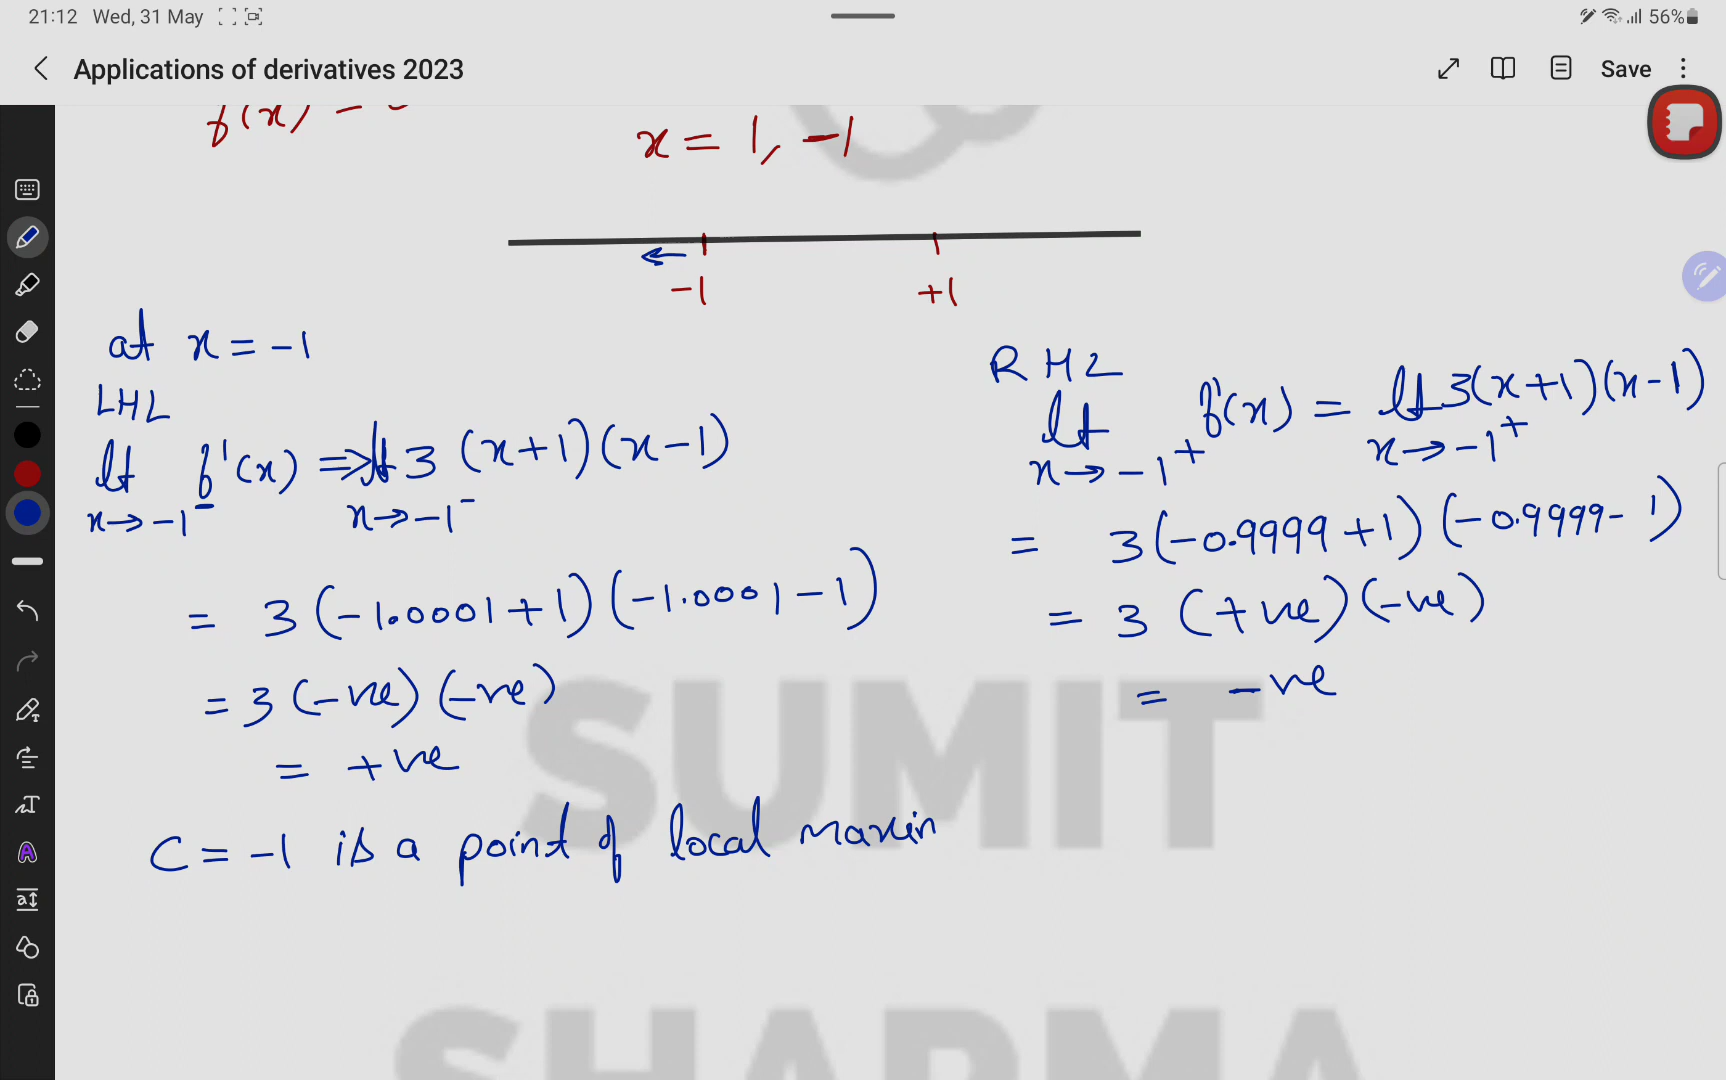 21:12 Wed, 31 May 56%
Applications of derivatives 2023 Save
x = 1, -1
-1 +1
at x = -1
LHL
lt f'(x) => lt 3 (x+1)(x-1)
x→-1⁻ x→-1⁻
= 3 (-1.0001+1) (-1.0001-1)
= 3 (-ve) (-ve)
= +ve
RHL
lt f'(x) = lt 3(x+1)(x-1)
x→-1⁺ x→-1⁺
= 3(-0.9999+1) (-0.9999-1)
= 3 (+ve) (-ve)
= -ve
C = -1 is a point of local maxin
SUMIT
SHARMA